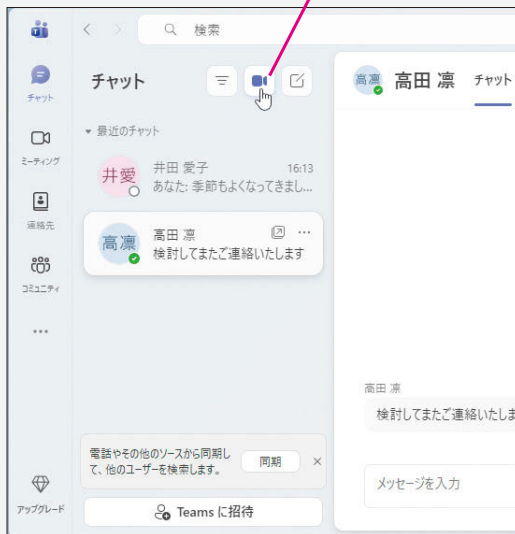 検索
チャット
チャット
ミーティング
連絡先
コミュニティ
アップグレード
チャット
最近のチャット
井愛
井田 愛子
16:13
あなた: 季節もよくなってきまし...
高凛
高田 凛
検討してまたご連絡いたします
電話やその他のソースから同期し
て、他のユーザーを検索します。
同期
Teams に招待
高凛
高田 凛
高田 凛
検討してまたご連絡いたしま
メッセージを入力